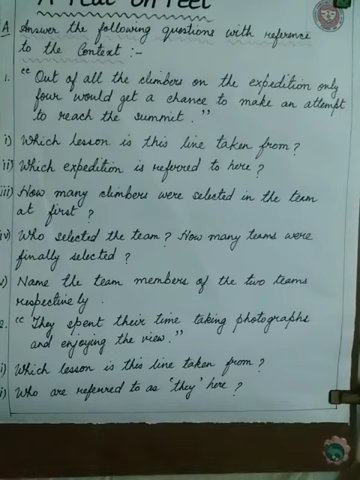 A Feat on Feet
A Answer the following questions with reference
to the Context :-
1. "Out of all the climbers on the expedition only
four would get a chance to make an attempt
to reach the summit."
i) Which lesson is this line taken from?
ii) Which expedition is referred to here?
iii) How many climbers were selected in the team
at first?
iv) Who selected the team? How many teams were
finally selected?
v) Name the team members of the two teams
respectively.
2. "They spent their time taking photographs
and enjoying the view."
i) Which lesson is this line taken from?
ii) Who are referred to as 'they' here?